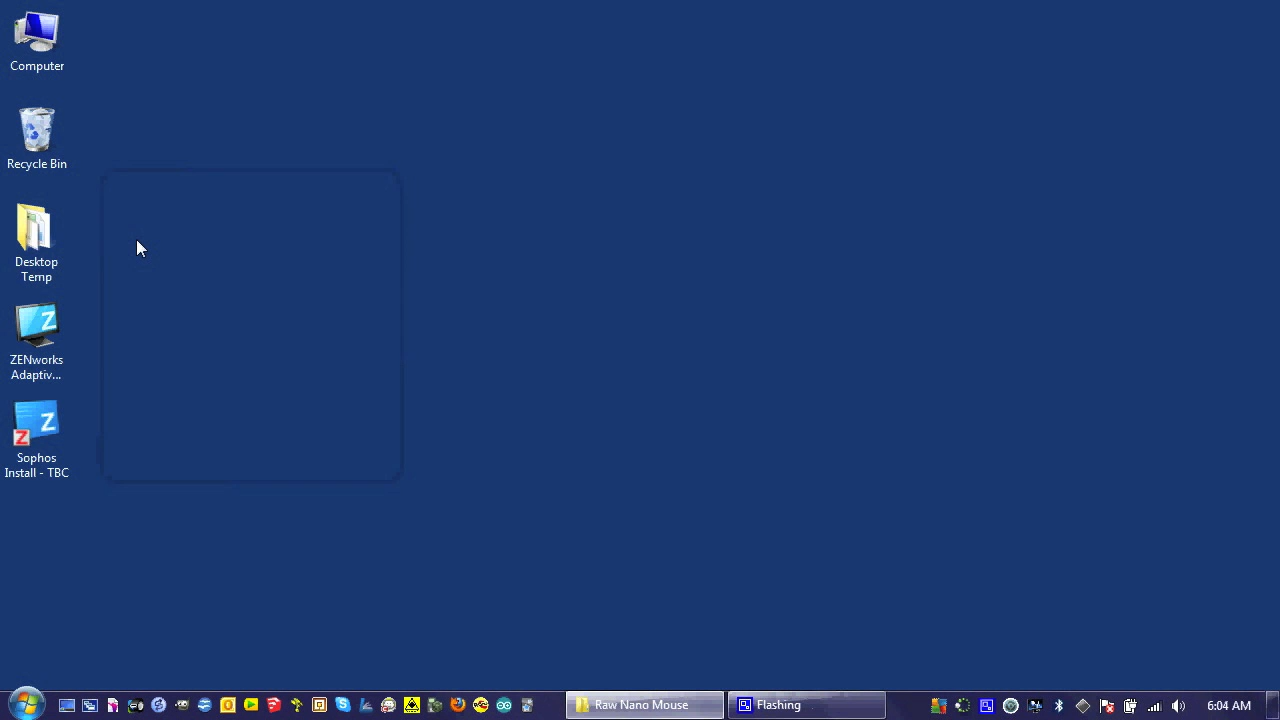 Computer
Recycle Bin
Desktop
Temp
ZENworks
Adaptiv...
Sophos
Install - TBC
Raw Nano Mouse
Flashing
6:04 AM